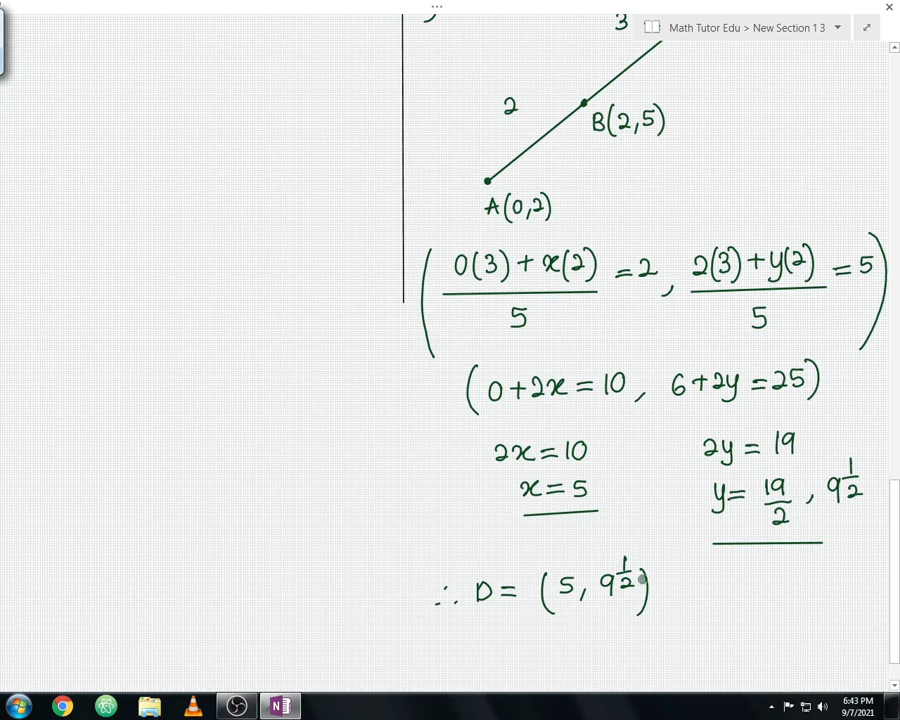 ...
3
Math Tutor Edu > New Section 1 3
2
B(2,5)
A(0,2)
( 0(3) + x(2) / 5 = 2 , 2(3) + y(2) / 5 = 5 )
( 0 + 2x = 10 , 6 + 2y = 25 )
2x = 10 2y = 19
x = 5 y = 19/2 , 9 1/2
∴ D = ( 5 , 9 1/2 )
6:43 PM
9/7/2021